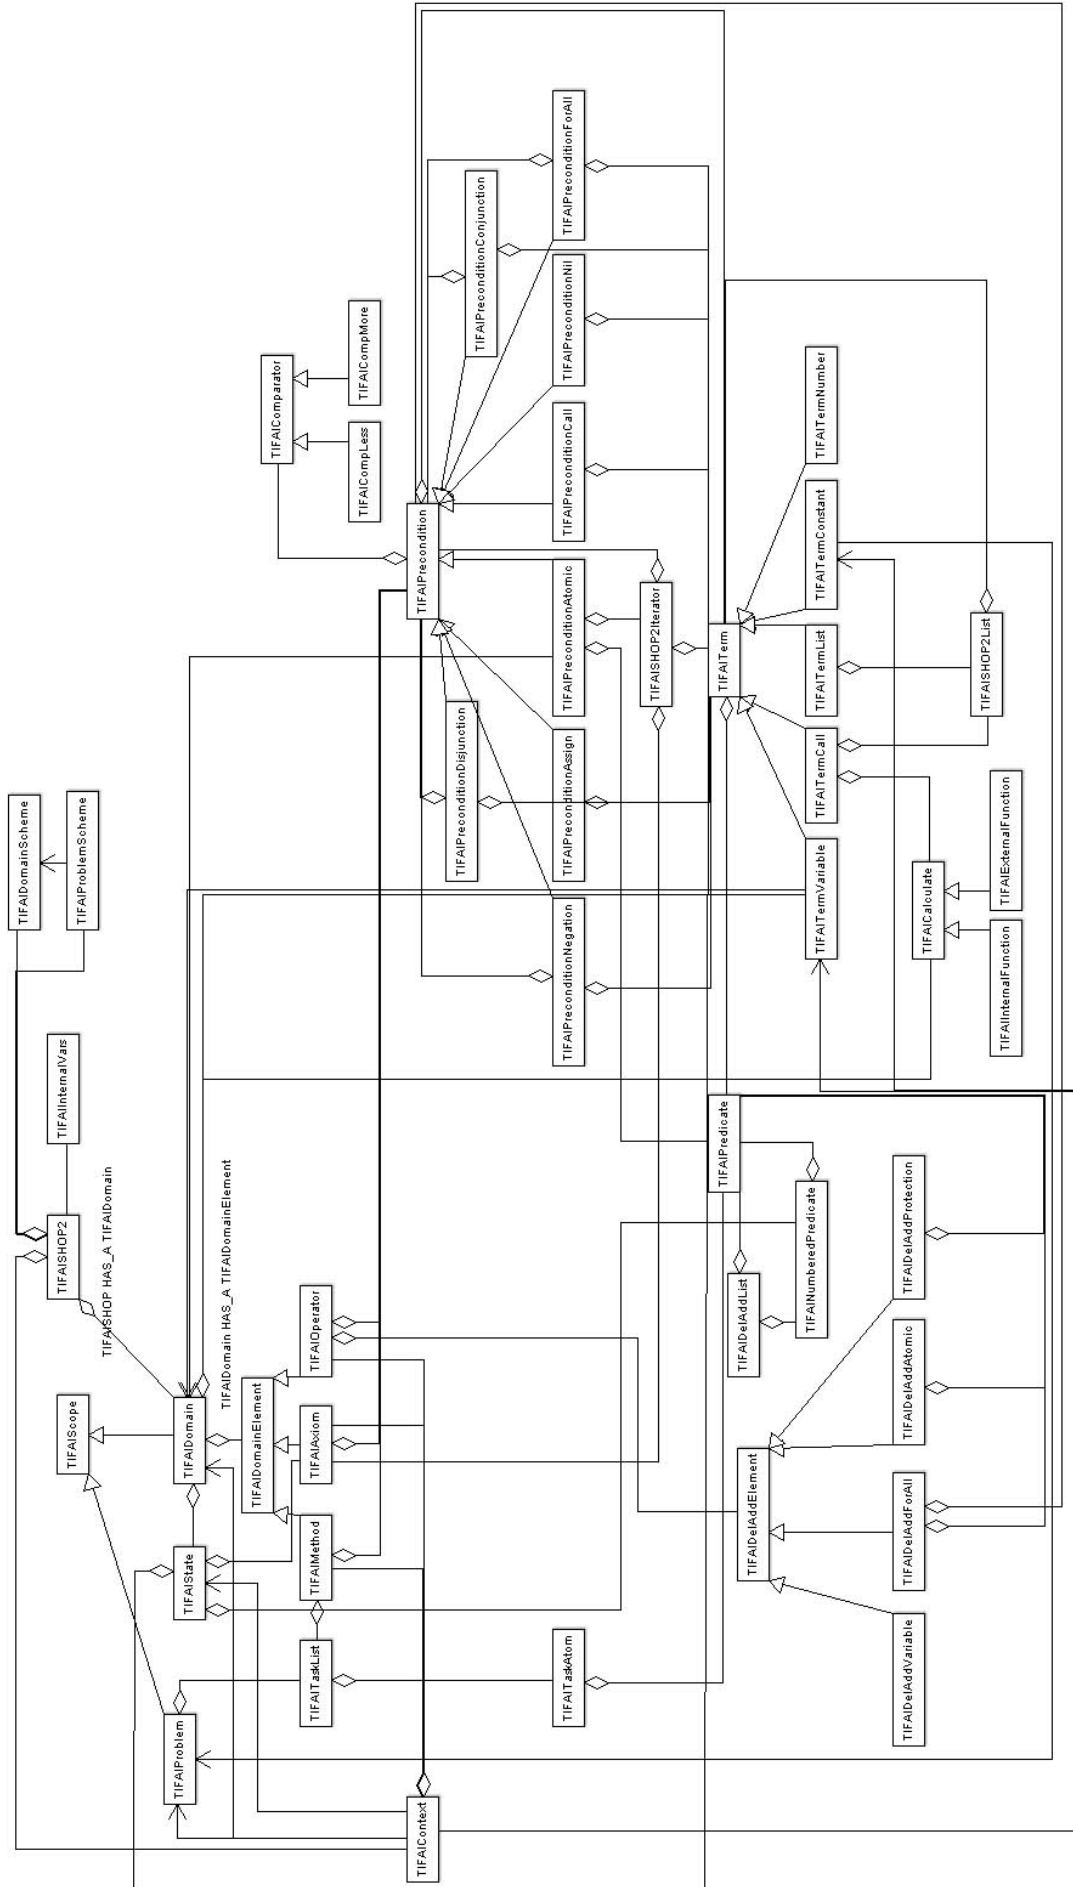 TIFAIDomainScheme
TIFAIProblemScheme
TIFAIInternalVars
TIFAISHOP2
TIFAISHOP HAS_A TIFAIDomain
TIFAIScope
TIFAIDomain
TIFAIDomain HAS_A TIFAIDomainElement
TIFAIState
TIFAIProblem
TIFAIDomainElement
TIFAIOperator
TIFAIAxiom
TIFAIMethod
TIFAITaskList
TIFAITaskAtom
TIFAIContext
TIFAIComparator
TIFAICompMore
TIFAICompLess
TIFAIPrecondition
TIFAIPreconditionConjunction
TIFAIPreconditionForAll
TIFAIPreconditionNil
TIFAIPreconditionCall
TIFAIPreconditionAtomic
TIFAIPreconditionDisjunction
TIFAIPreconditionAssign
TIFAIPreconditionNegation
TIFAISHOP2Iterator
TIFAITerm
TIFAITermNumber
TIFAITermConstant
TIFAITermList
TIFAITermCall
TIFAITermVariable
TIFAISHOP2List
TIFAICalculate
TIFAIExternalFunction
TIFAIInternalFunction
TIFAIPredicate
TIFAINumberedPredicate
TIFAIDelAddList
TIFAIDelAddElement
TIFAIDelAddProtection
TIFAIDelAddAtomic
TIFAIDelAddForAll
TIFAIDelAddVariable